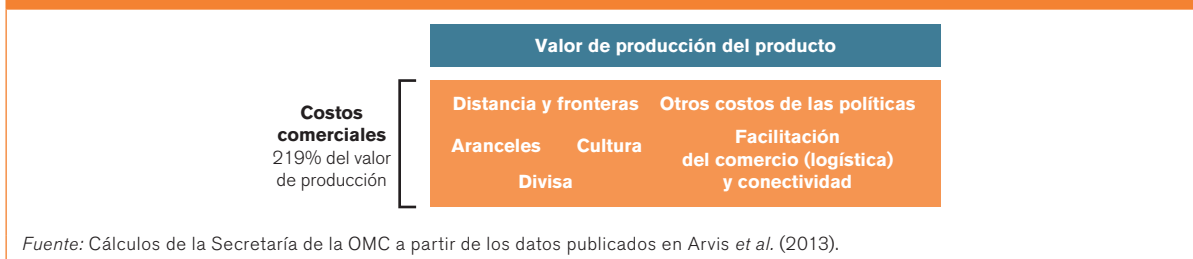 Valor de producción del producto
Costos
comerciales
219% del valor
de producción
Distancia y fronteras
Otros costos de las políticas
Aranceles
Cultura
Divisa
Facilitación
del comercio (logística)
y conectividad
Fuente: Cálculos de la Secretaría de la OMC a partir de los datos publicados en Arvis et al. (2013).